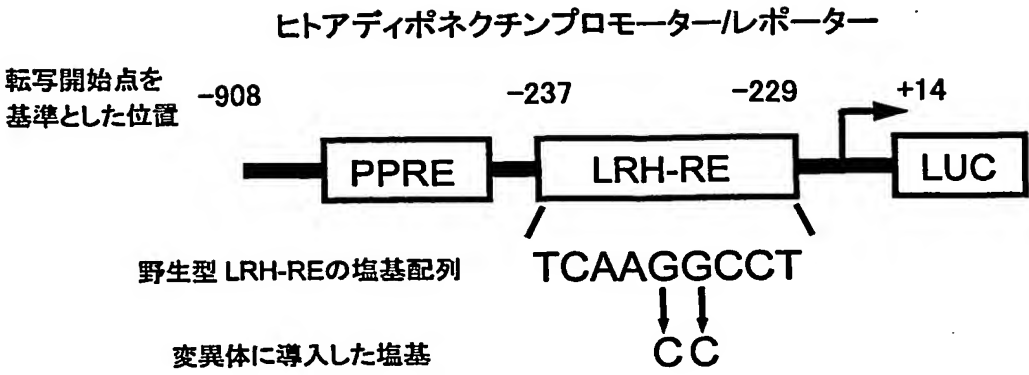 ヒトアディポネクチンプロモーター/レポーター
転写開始点を
基準とした位置
-908
-237
-229
+14
PPRE
LRH-RE
LUC
野生型 LRH-REの塩基配列
TCAAGGCCT
変異体に導入した塩基
CC